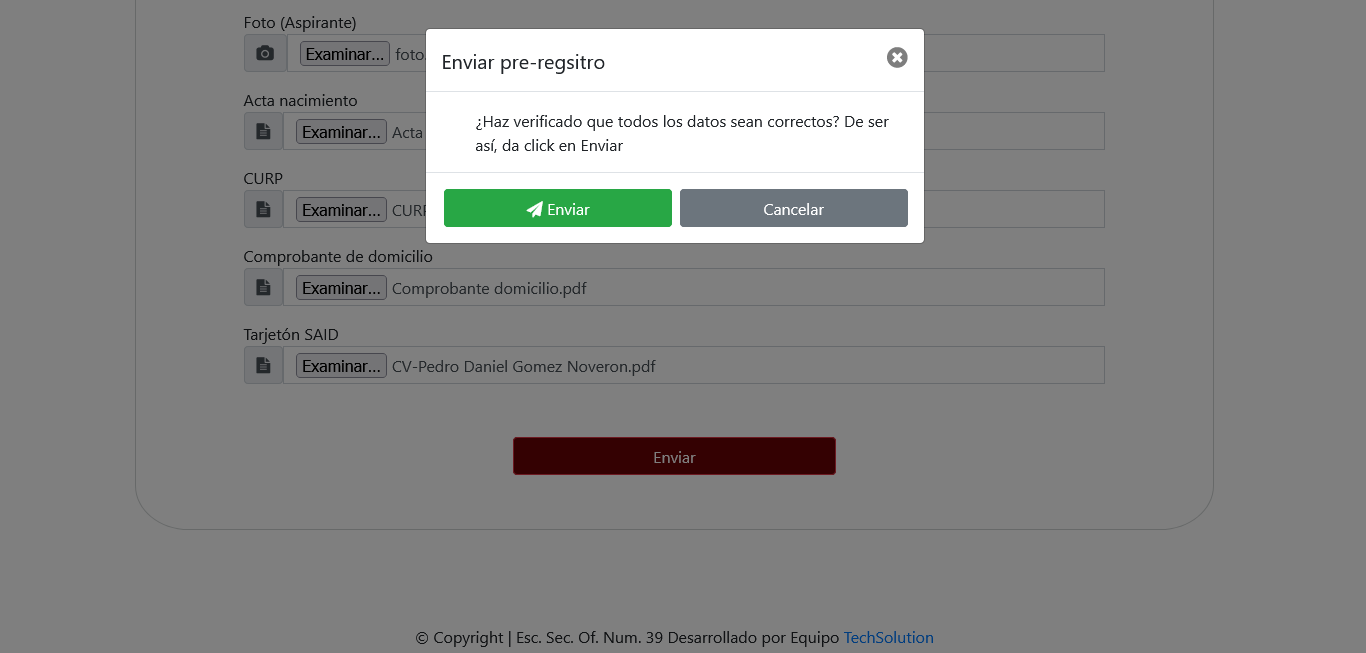 Foto (Aspirante)
Examinar... foto.
Enviar pre-regsitro
Acta nacimiento
Examinar... Acta
¿Haz verificado que todos los datos sean correctos? De ser
así, da click en Enviar
CURP
Examinar... CURP
Enviar
Cancelar
Comprobante de domicilio
Examinar... Comprobante domicilio.pdf
Tarjetón SAID
Examinar... CV-Pedro Daniel Gomez Noveron.pdf
Enviar
© Copyright | Esc. Sec. Of. Num. 39 Desarrollado por Equipo TechSolution